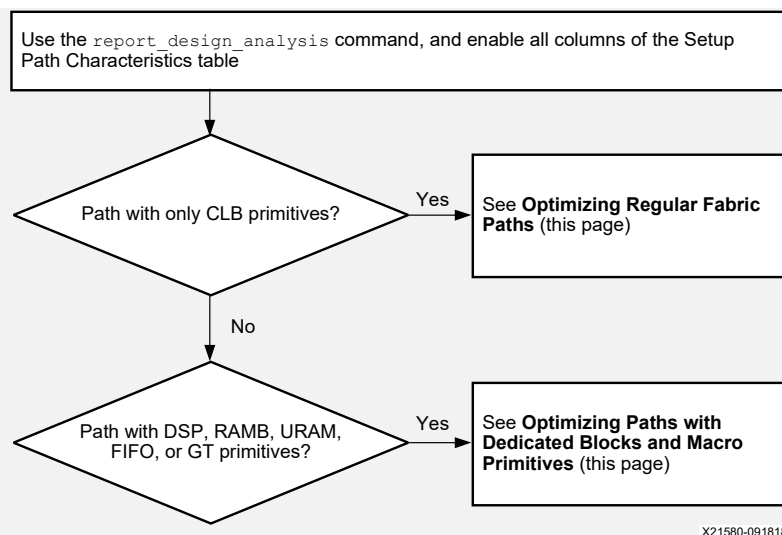 Use the report_design_analysis command, and enable all columns of the Setup
Path Characteristics table
Path with only CLB primitives?
Yes
See Optimizing Regular Fabric
Paths (this page)
No
Path with DSP, RAMB, URAM,
FIFO, or GT primitives?
Yes
See Optimizing Paths with
Dedicated Blocks and Macro
Primitives (this page)
X21580-091818